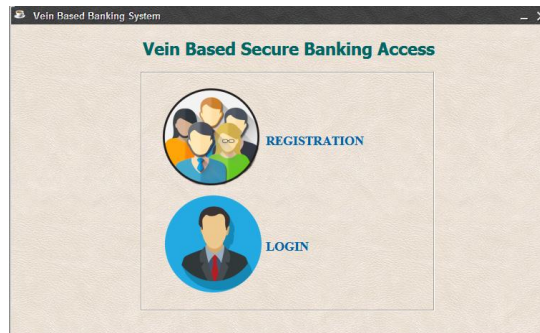 Vein Based Banking System
Vein Based Secure Banking Access
REGISTRATION
LOGIN